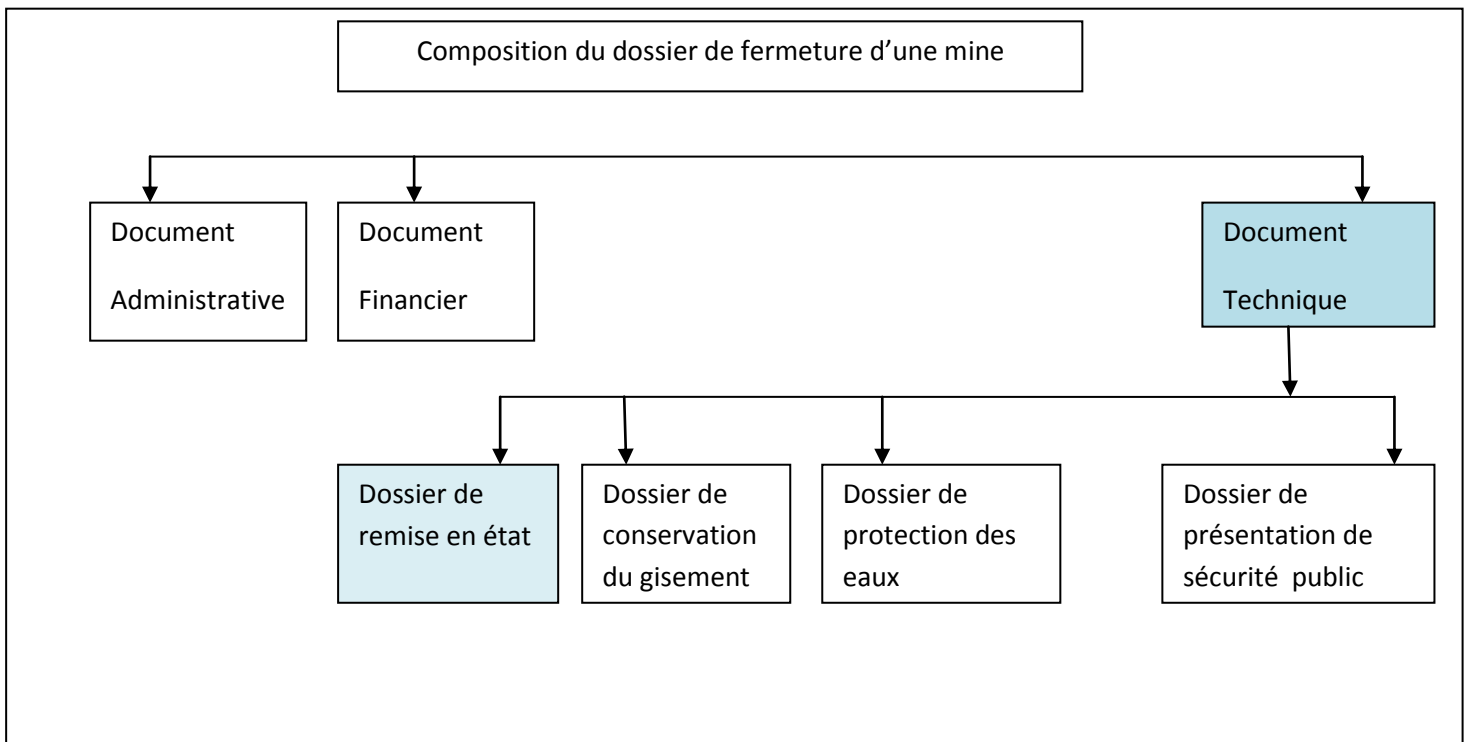 Composition du dossier de fermeture d’une mine
Document
Administrative
Document
Financier
Document
Technique
Dossier de
remise en état
Dossier de
conservation
du gisement
Dossier de
protection des
eaux
Dossier de
présentation de
sécurité public